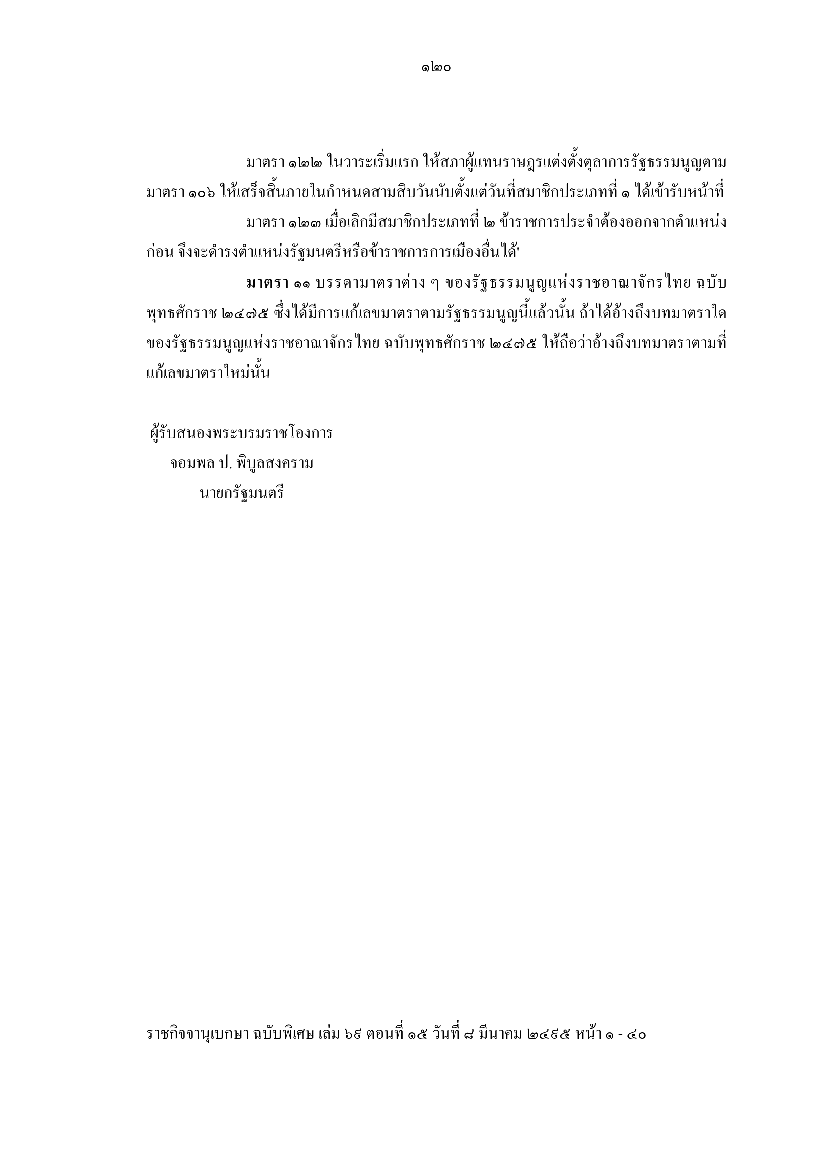 ๑๒๐
มาตรา ๑๒๒ ในวาระเริ่มแรก ให้สภาผู้แทนราษฎรแต่งตั้งตุลาการรัฐธรรมนูญตาม
มาตรา ๑๐๖ ให้เสร็จสิ้นภายในกำหนดสามสิบวันนับตั้งแต่วันที่สมาชิกประเภทที่ ๑ ได้เข้ารับหน้าที่
มาตรา ๑๒๓ เมื่อเลิกมีสมาชิกประเภทที่ ๒ ข้าราชการประจำต้องออกจากตำแหน่ง
ก่อน จึงจะดำรงตำแหน่งรัฐมนตรีหรือข้าราชการการเมืองอื่นได้'
มาตรา ๑๑ บรรดามาตราต่าง ๆ ของรัฐธรรมนูญแห่งราชอาณาจักรไทย ฉบับ
พุทธศักราช ๒๔๗๕ ซึ่งได้มีการแก้เลขมาตราตามรัฐธรรมนูญนี้แล้วนั้น ถ้าได้อ้างถึงบทมาตราใด
ของรัฐธรรมนูญแห่งราชอาณาจักรไทย ฉบับพุทธศักราช ๒๔๗๕ ให้ถือว่าอ้างถึงบทมาตราตามที่
แก้เลขมาตราใหม่นั้น
ผู้รับสนองพระบรมราชโองการ
จอมพล ป. พิบูลสงคราม
นายกรัฐมนตรี
ราชกิจจานุเบกษา ฉบับพิเศษ เล่ม ๖๙ ตอนที่ ๑๕ วันที่ ๘ มีนาคม ๒๔๙๕ หน้า ๑ - ๔๐